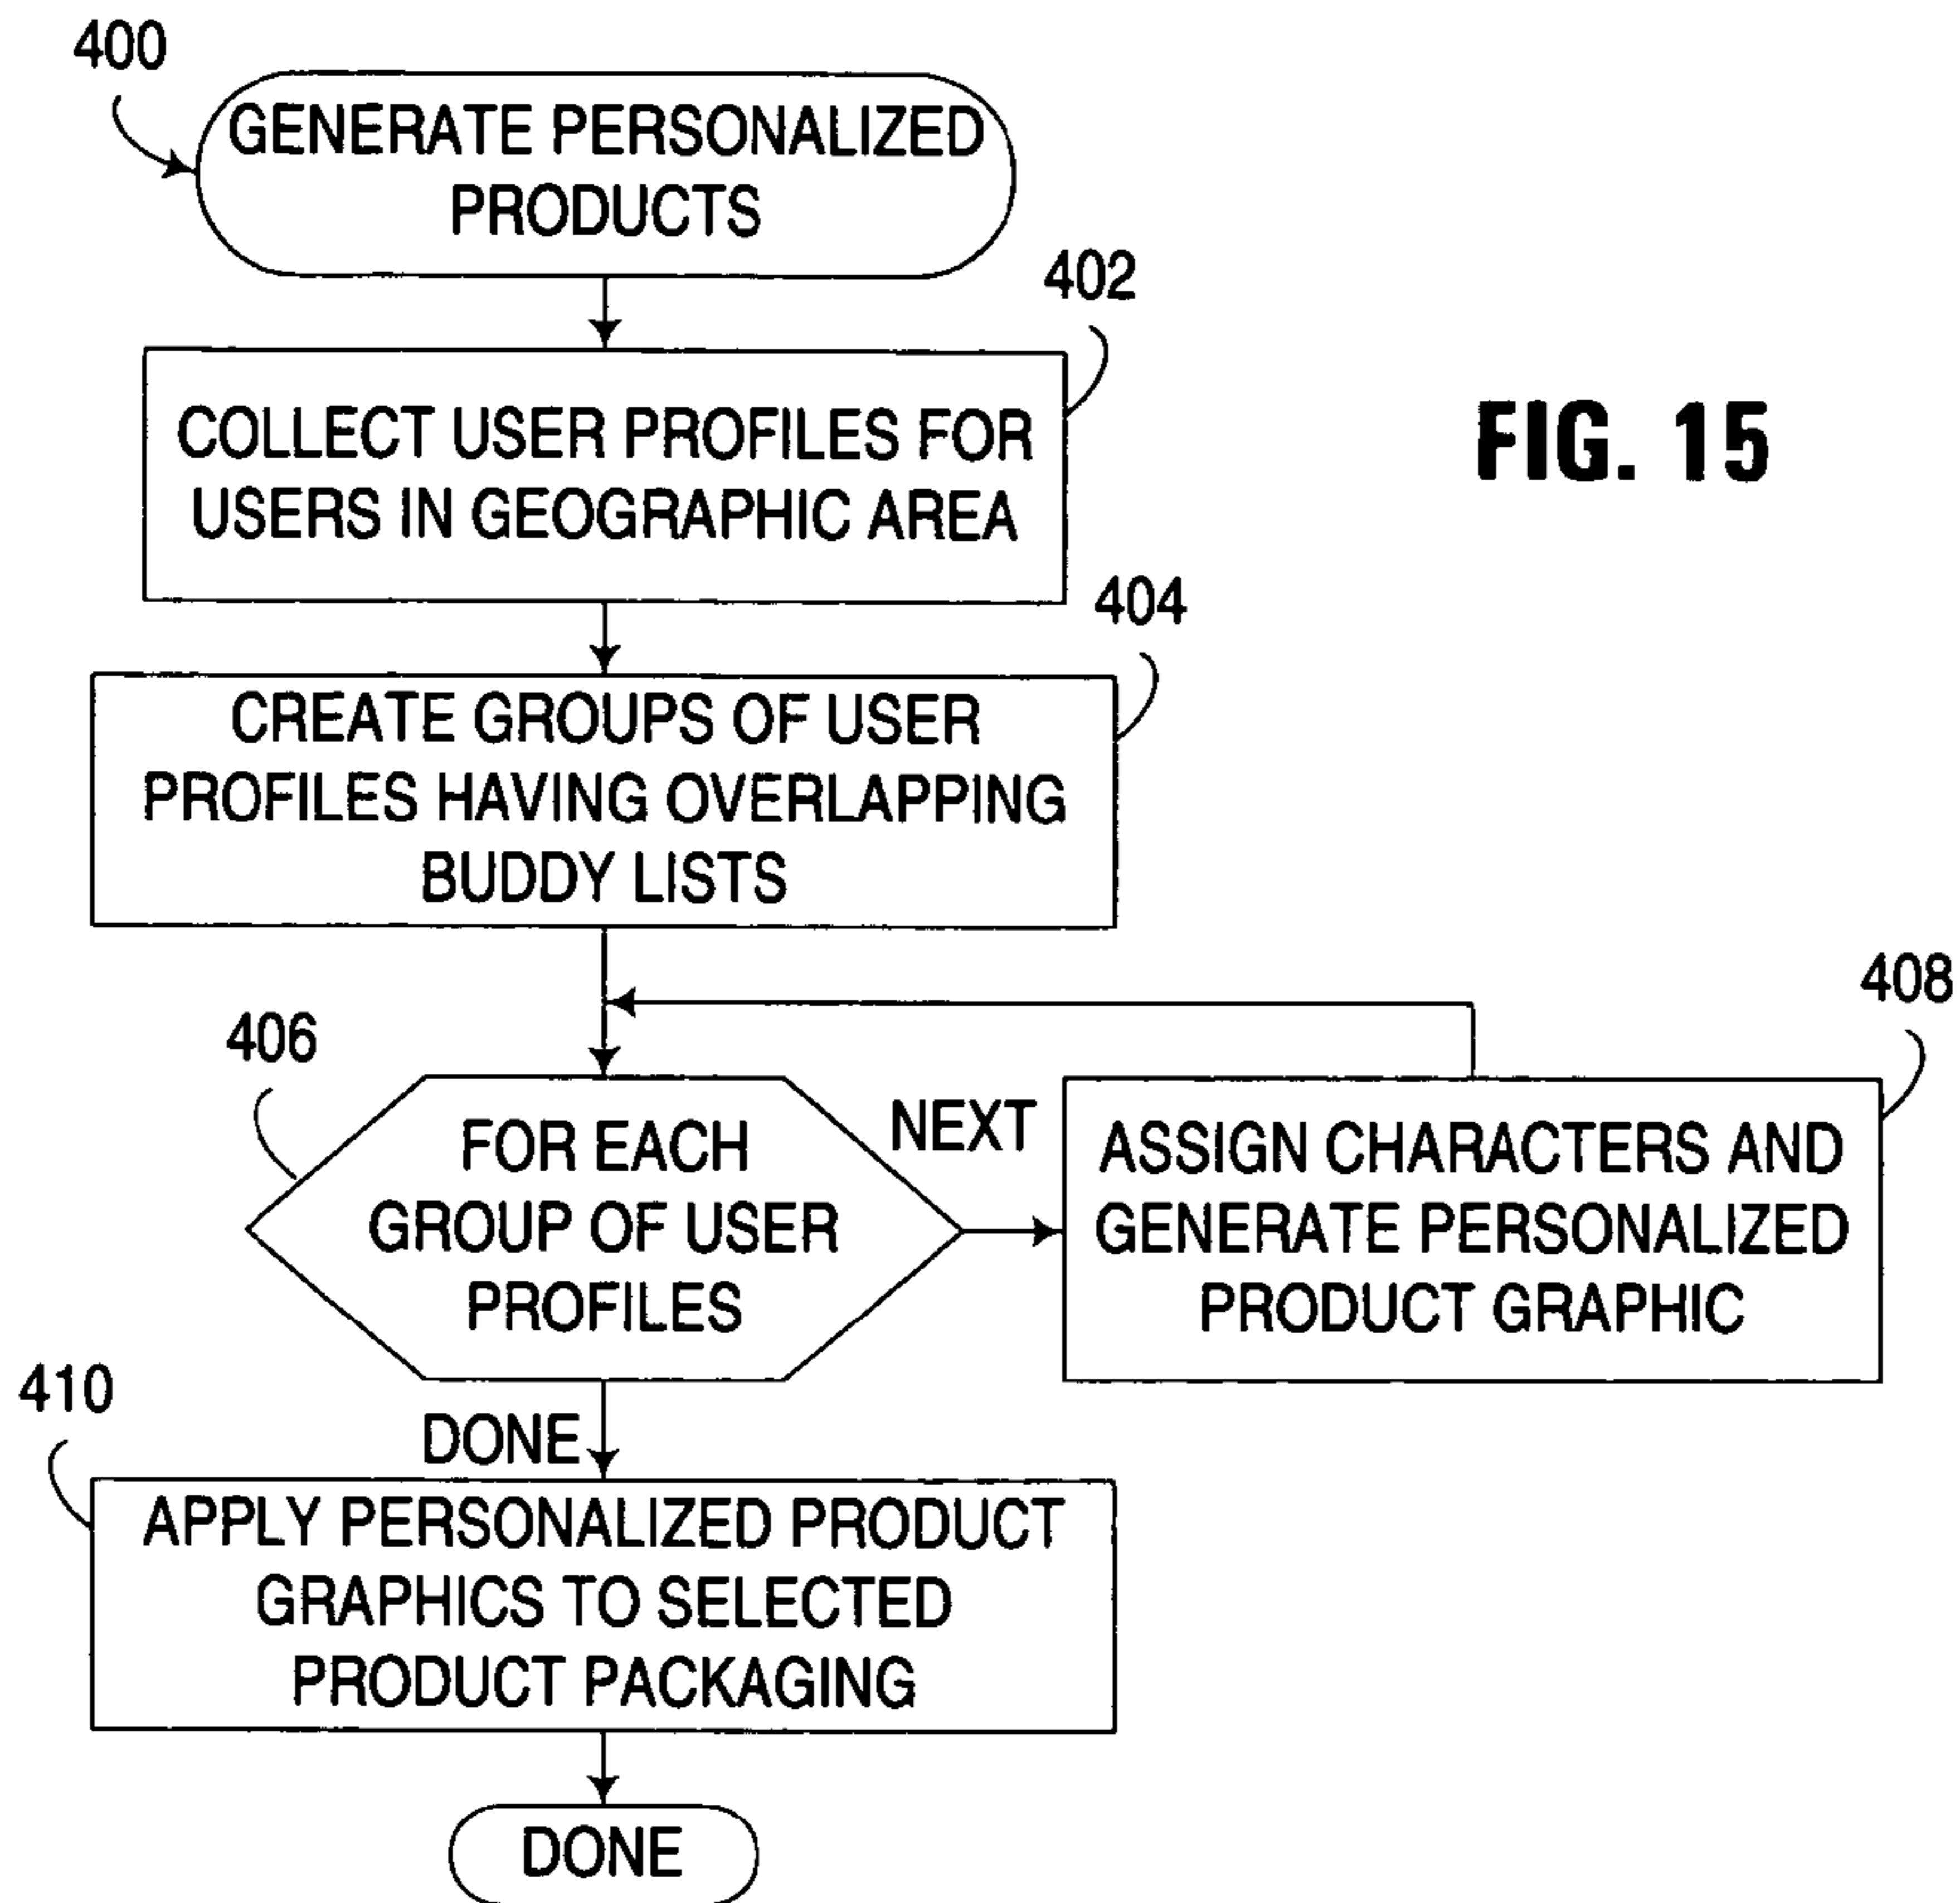 400
GENERATE PERSONALIZED
PRODUCTS
402
COLLECT USER PROFILES FOR
USERS IN GEOGRAPHIC AREA
FIG. 15
404
CREATE GROUPS OF USER
PROFILES HAVING OVERLAPPING
BUDDY LISTS
406
FOR EACH
GROUP OF USER
PROFILES
NEXT
408
ASSIGN CHARACTERS AND
GENERATE PERSONALIZED
PRODUCT GRAPHIC
DONE
410
APPLY PERSONALIZED PRODUCT
GRAPHICS TO SELECTED
PRODUCT PACKAGING
DONE